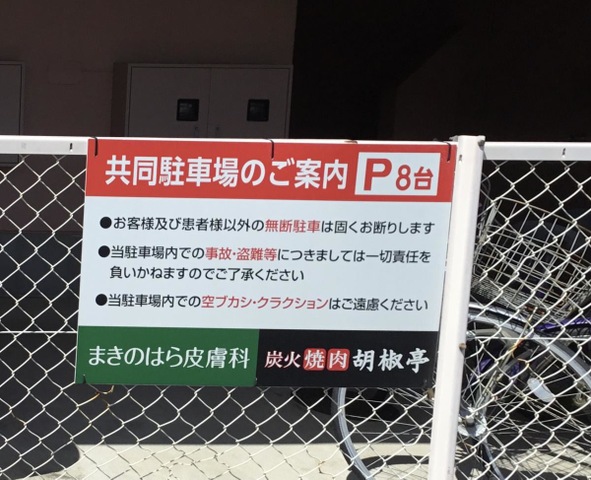 共同駐車場のご案内 P8台
●お客様及び患者様以外の無断駐車は固くお断りします
●当駐車場内での事故・盗難等につきましては一切責任を
負いかねますのでご了承ください
●当駐車場内での空ブカシ・クラクションはご遠慮ください
まきのはら皮膚科 炭火焼肉胡椒亭